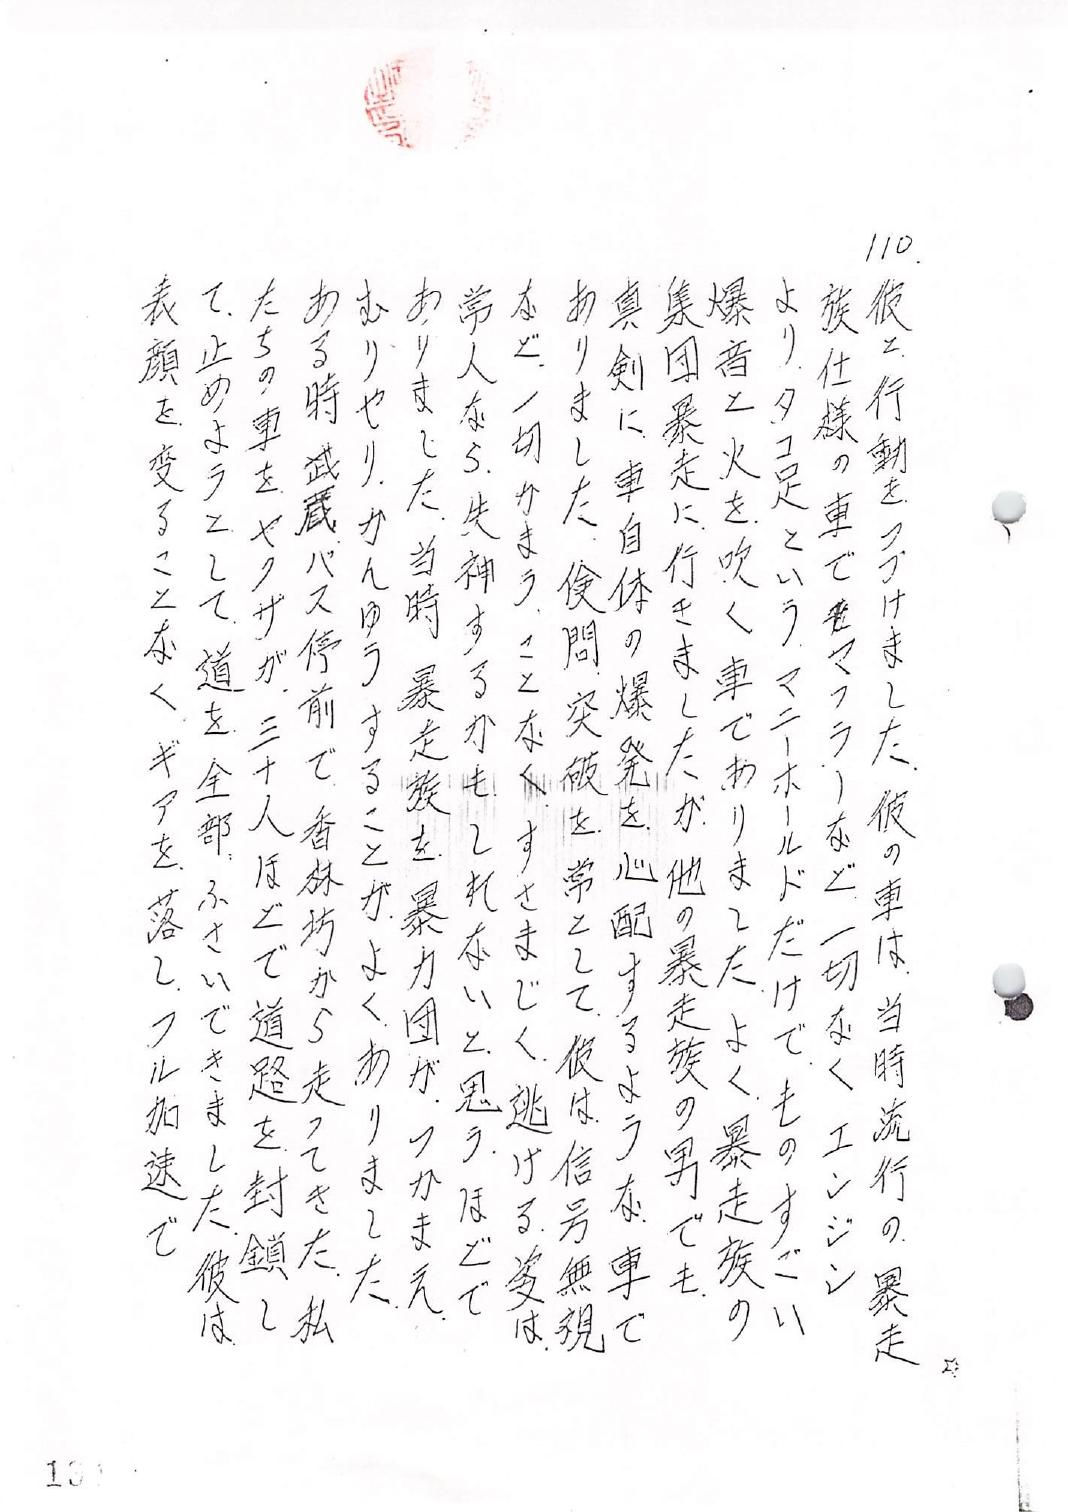 110.
彼と行動をつづけました、彼の車は、当時流行の暴走
族仕様の車でマフラーなど一切なくエンジン
より、タコ足というマニーホールドだけで、ものすごい
爆音と火を吹く車でありました、よく暴走族の
集団暴走に行きましたが、他の暴走族の男でも
真剣に車自体の爆発を心配するような車で
ありました、検問突破を常として、彼は信号無視
など、一切かまうことなく、すさまじく逃げる姿は
常人なら失神するかもしれないと思う、ほどで
ありました、当時暴走族を暴力団が、つかまえ、
むりやり、かんゆうすることが、よくありました、
ある時武蔵バス停前で香林坊から走ってきた、私
たちの車をヤクザが、三十人ほどで道路を封鎖し
て、止めようとして、道を全部、ふさいできました、彼は
表顔を変ることなく、ギアを落し、フル加速で